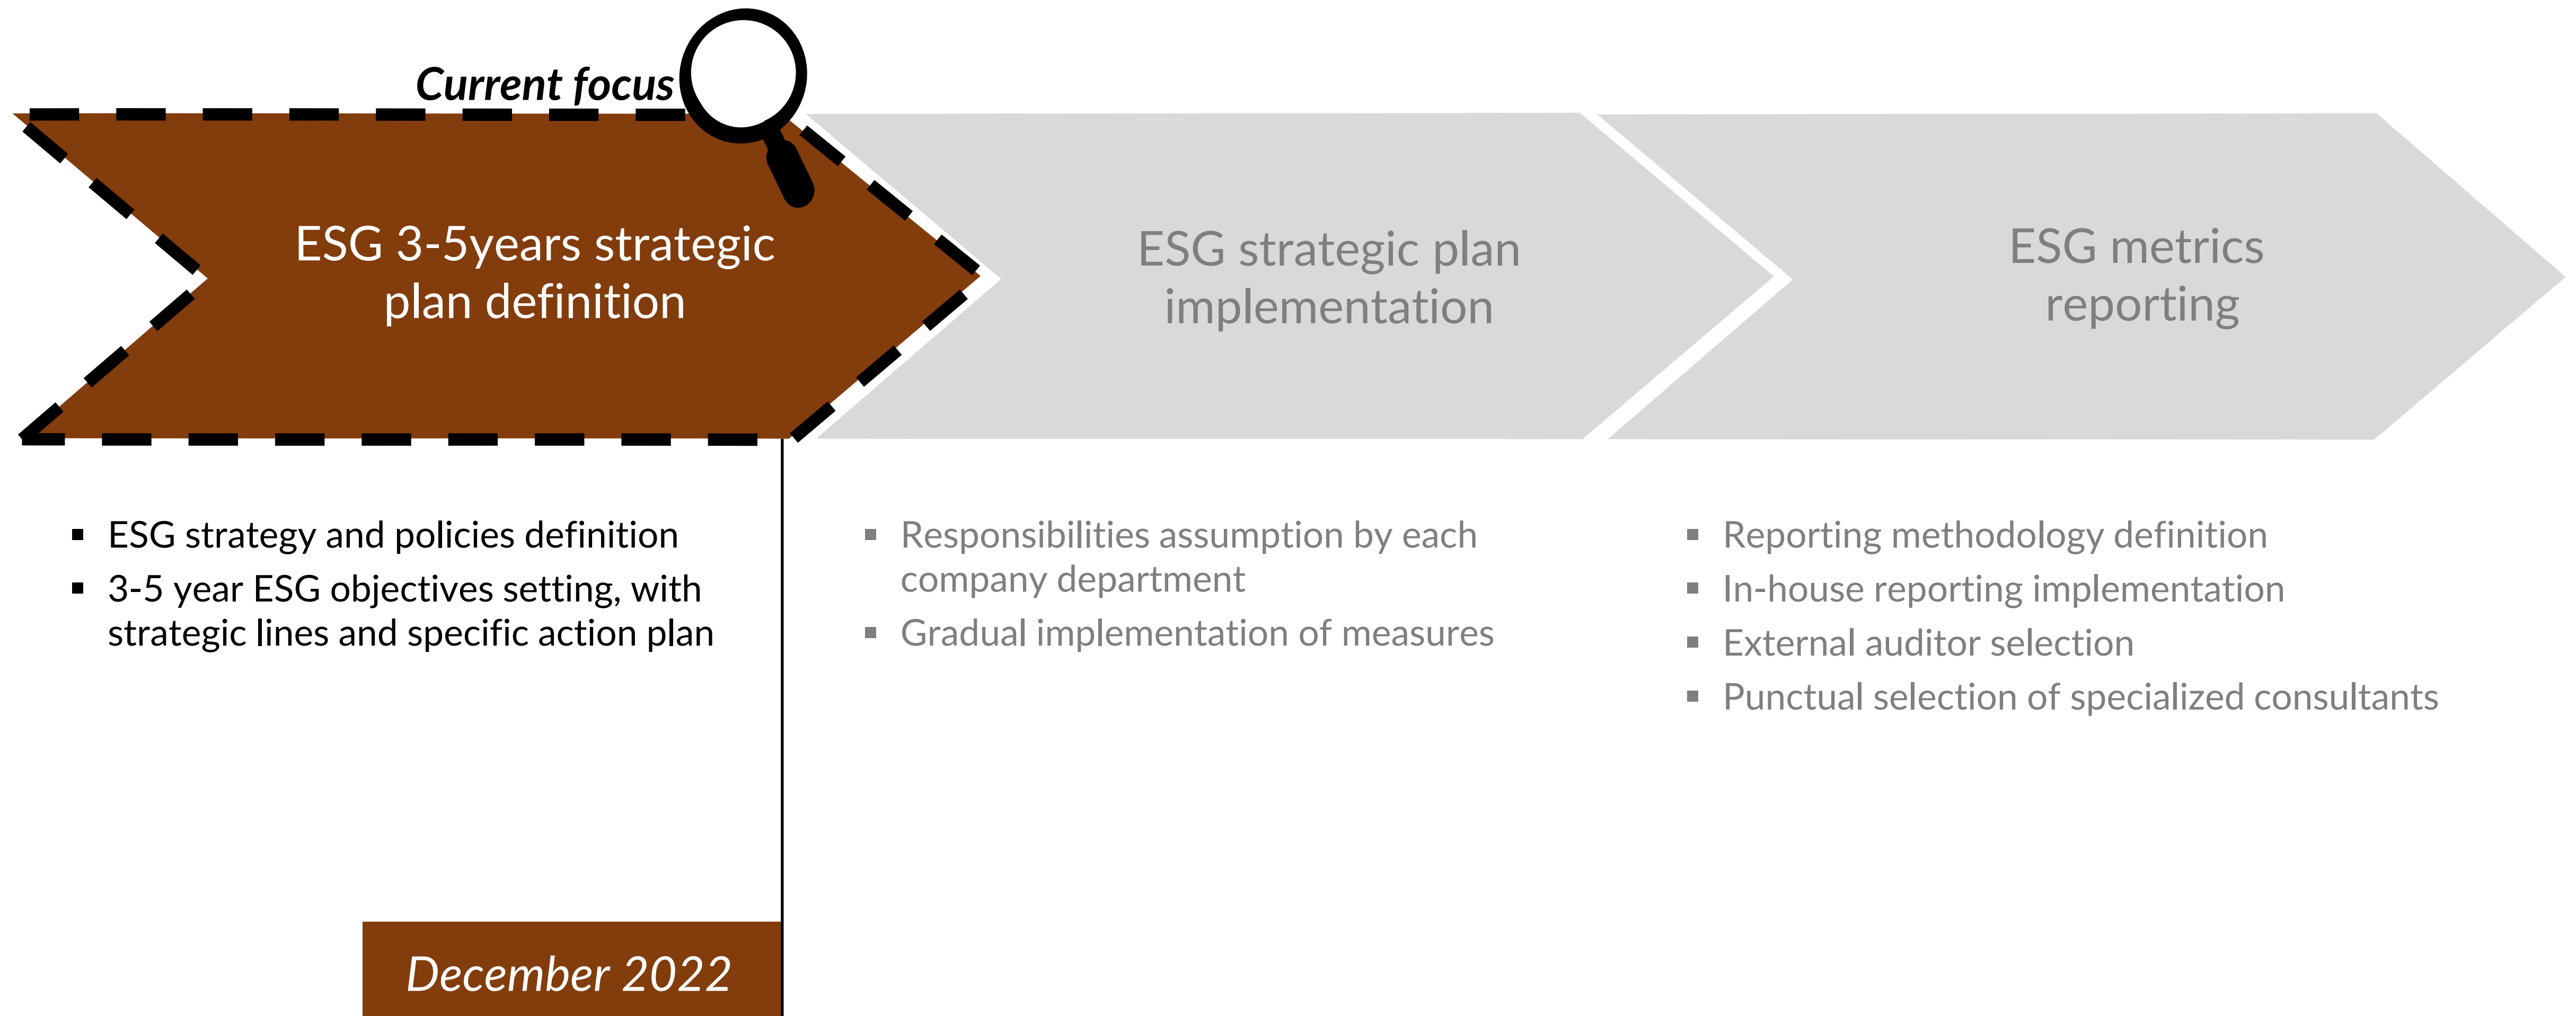 Current focus
ESG 3-5years strategic
plan definition
ESG strategic plan
implementation
ESG metrics
reporting
▪ ESG strategy and policies definition
▪ 3-5 year ESG objectives setting, with
strategic lines and specific action plan
▪ Responsibilities assumption by each
company department
▪ Gradual implementation of measures
▪ Reporting methodology definition
▪ In-house reporting implementation
▪ External auditor selection
▪ Punctual selection of specialized consultants
December 2022